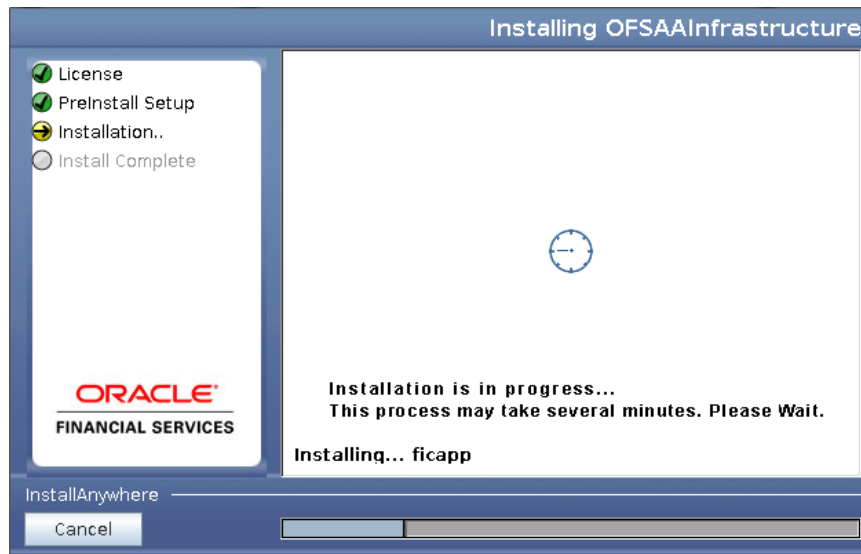 Installing OFSAAInfrastructure
License
PreInstall Setup
Installation..
Install Complete
ORACLE
FINANCIAL SERVICES
Installation is in progress...
This process may take several minutes. Please Wait.
Installing... ficapp
InstallAnywhere
Cancel